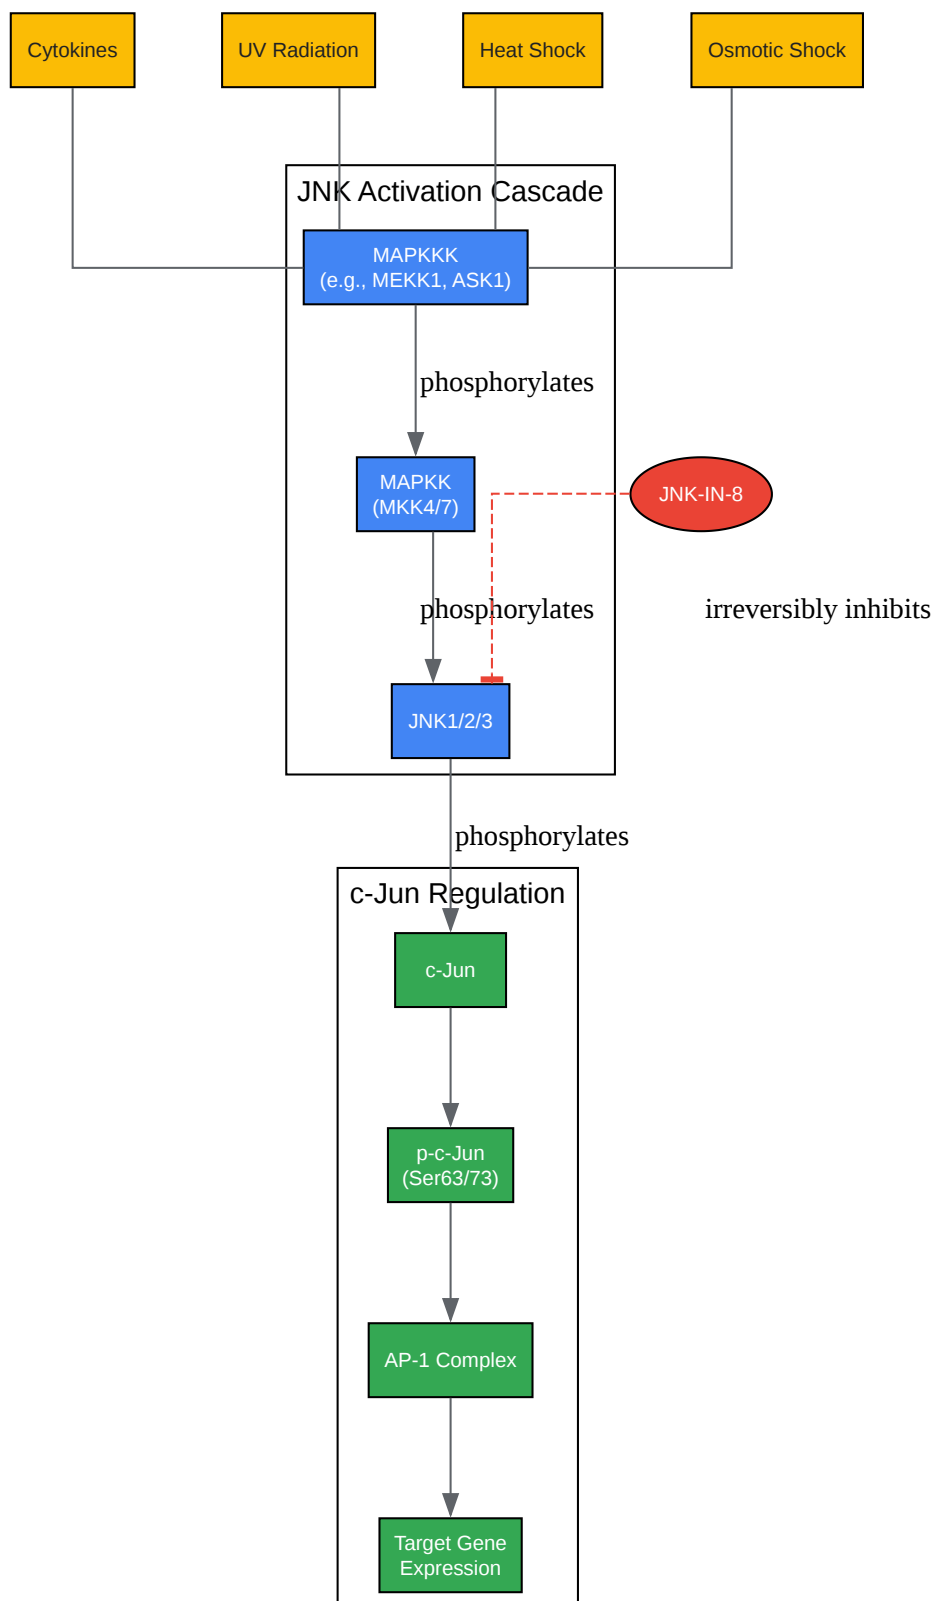 Cytokines
UV Radiation
Heat Shock
Osmotic Shock
JNK Activation Cascade
MAPKKK
(e.g., MEKK1, ASK1)
phosphorylates
MAPKK
(MKK4/7)
JNK-IN-8
phosphorylates
irreversibly inhibits
JNK1/2/3
phosphorylates
c-Jun Regulation
c-Jun
p-c-Jun
(Ser63/73)
AP-1 Complex
Target Gene
Expression